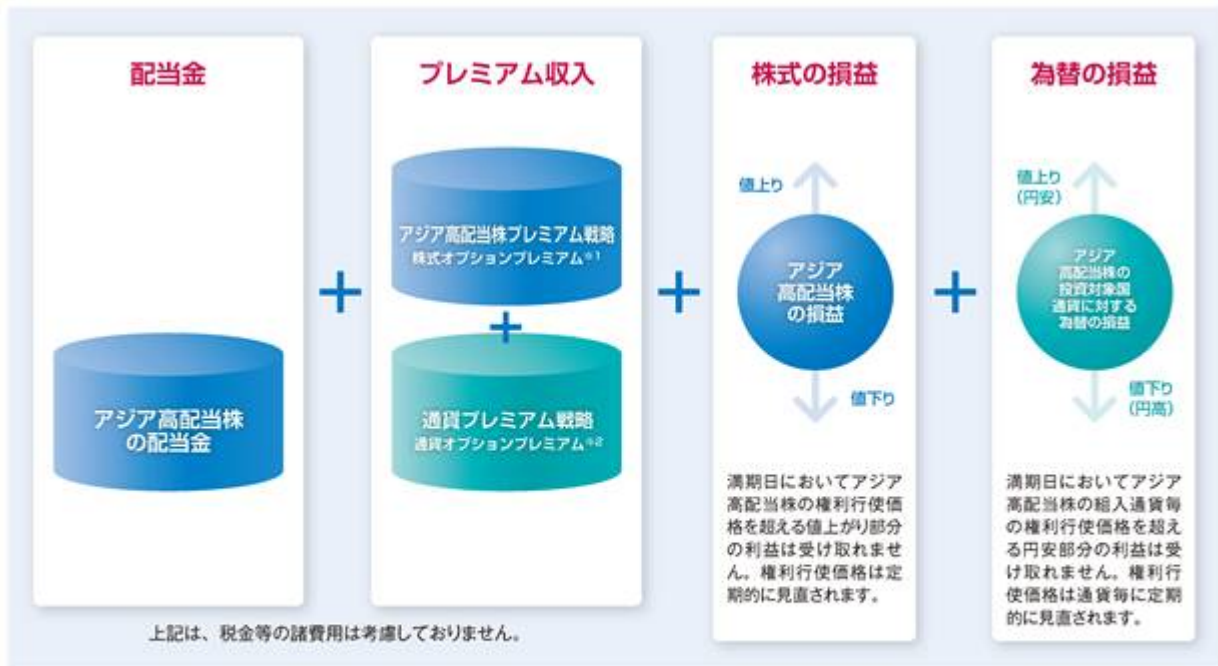 配当金
アジア高配当株
の配当金
+
プレミアム収入
アジア高配当株プレミアム戦略
株式オプションプレミアム※1
+
通貨プレミアム戦略
通貨オプションプレミアム※2
+
株式の損益
値上り
アジア
高配当株
の損益
値下り
満期日においてアジア
高配当株の権利行使価
格を超える値上がり部分
の利益は受け取れませ
ん。権利行使価格は定
期的に見直されます。
+
為替の損益
値上り
(円安)
アジア
高配当株の
投資対象国
通貨に対する
為替の損益
値下り
(円高)
満期日においてアジア
高配当株の組入通貨毎
の権利行使価格を超え
る円安部分の利益は受
け取れません。権利行
使価格は通貨毎に定期
的に見直されます。
上記は、税金等の諸費用は考慮しておりません。